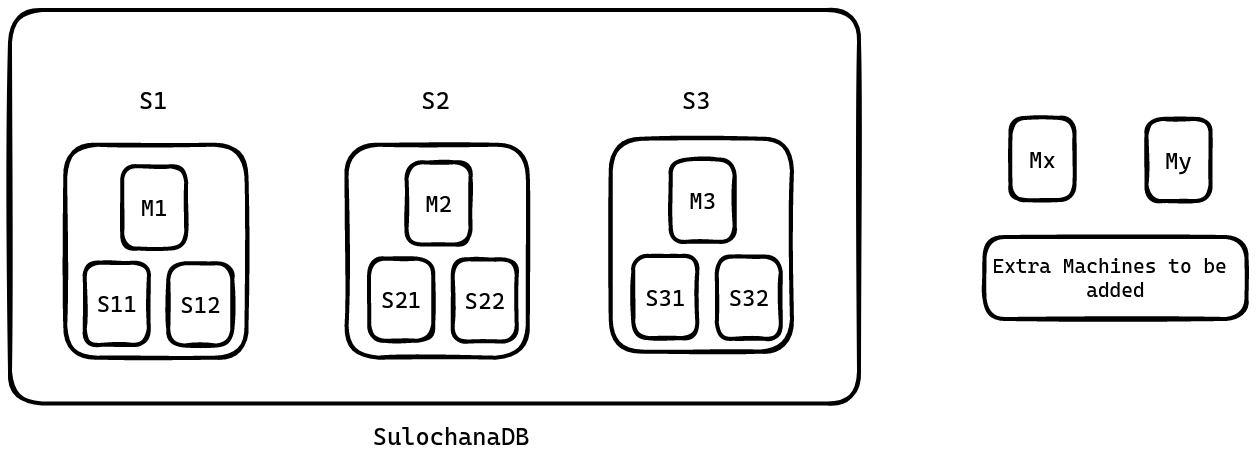 S1
S2
S3
M1
S11
S12
M2
S21
S22
M3
S31
S32
SulochanaDB
Mx
My
Extra Machines to be
added